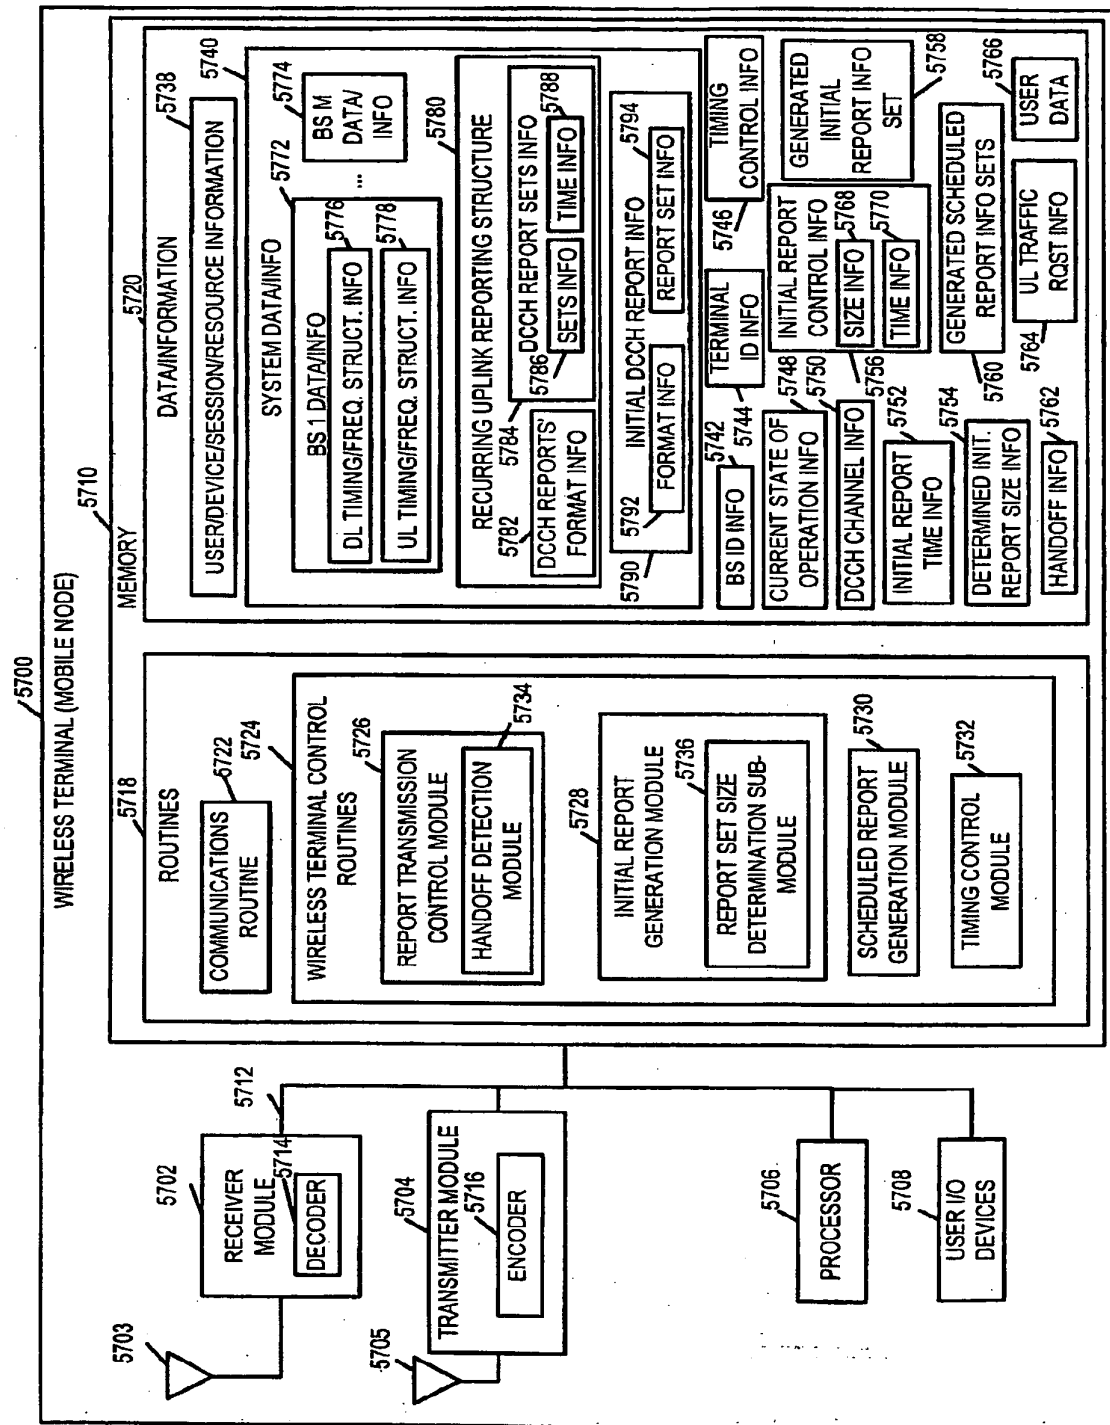 WIRELESS TERMINAL (MOBILE NODE)
5700
5703
5702
RECEIVER
MODULE
5714
DECODER
5712
5705
5704
TRANSMITTER MODULE
5716
ENCODER
5706
PROCESSOR
5708
USER I/O
DEVICES
5710
MEMORY
5718
ROUTINES
5722
COMMUNICATIONS
ROUTINE
5724
WIRELESS TERMINAL CONTROL
ROUTINES
5726
REPORT TRANSMISSION
CONTROL MODULE
5734
HANDOFF DETECTION
MODULE
5728
INITIAL REPORT
GENERATION MODULE
5736
REPORT SET SIZE
DETERMINATION SUB-
MODULE
5730
SCHEDULED REPORT
GENERATION MODULE
5732
TIMING CONTROL
MODULE
5720
DATA/INFORMATION
5738
USER/DEVICE/SESSION/RESOURCE INFORMATION
5740
SYSTEM DATA/INFO
5772
BS 1 DATA/INFO
5776
DL TIMING/FREQ. STRUCT. INFO
5778
UL TIMING/FREQ. STRUCT. INFO
...
5774
BS M
DATA/
INFO
5780
RECURRING UPLINK REPORTING STRUCTURE
5782
DCCH REPORTS'
FORMAT INFO
5784
DCCH REPORT SETS INFO
5786
SETS INFO
5788
TIME INFO
5790
INITIAL DCCH REPORT INFO
5792
FORMAT INFO
5794
REPORT SET INFO
5742
BS ID INFO
5744
TERMINAL
ID INFO
5746
TIMING
CONTROL INFO
5748
CURRENT STATE OF
OPERATION INFO
5750
DCCH CHANNEL INFO
5756
INITIAL REPORT
CONTROL INFO
5768
SIZE INFO
5770
TIME INFO
5758
GENERATED
INITIAL
REPORT INFO
SET
5752
INITIAL REPORT
TIME INFO
5754
DETERMINED INIT.
REPORT SIZE INFO
5760
GENERATED SCHEDULED
REPORT INFO SETS
5762
HANDOFF INFO
5764
UL TRAFFIC
RQST INFO
5766
USER
DATA